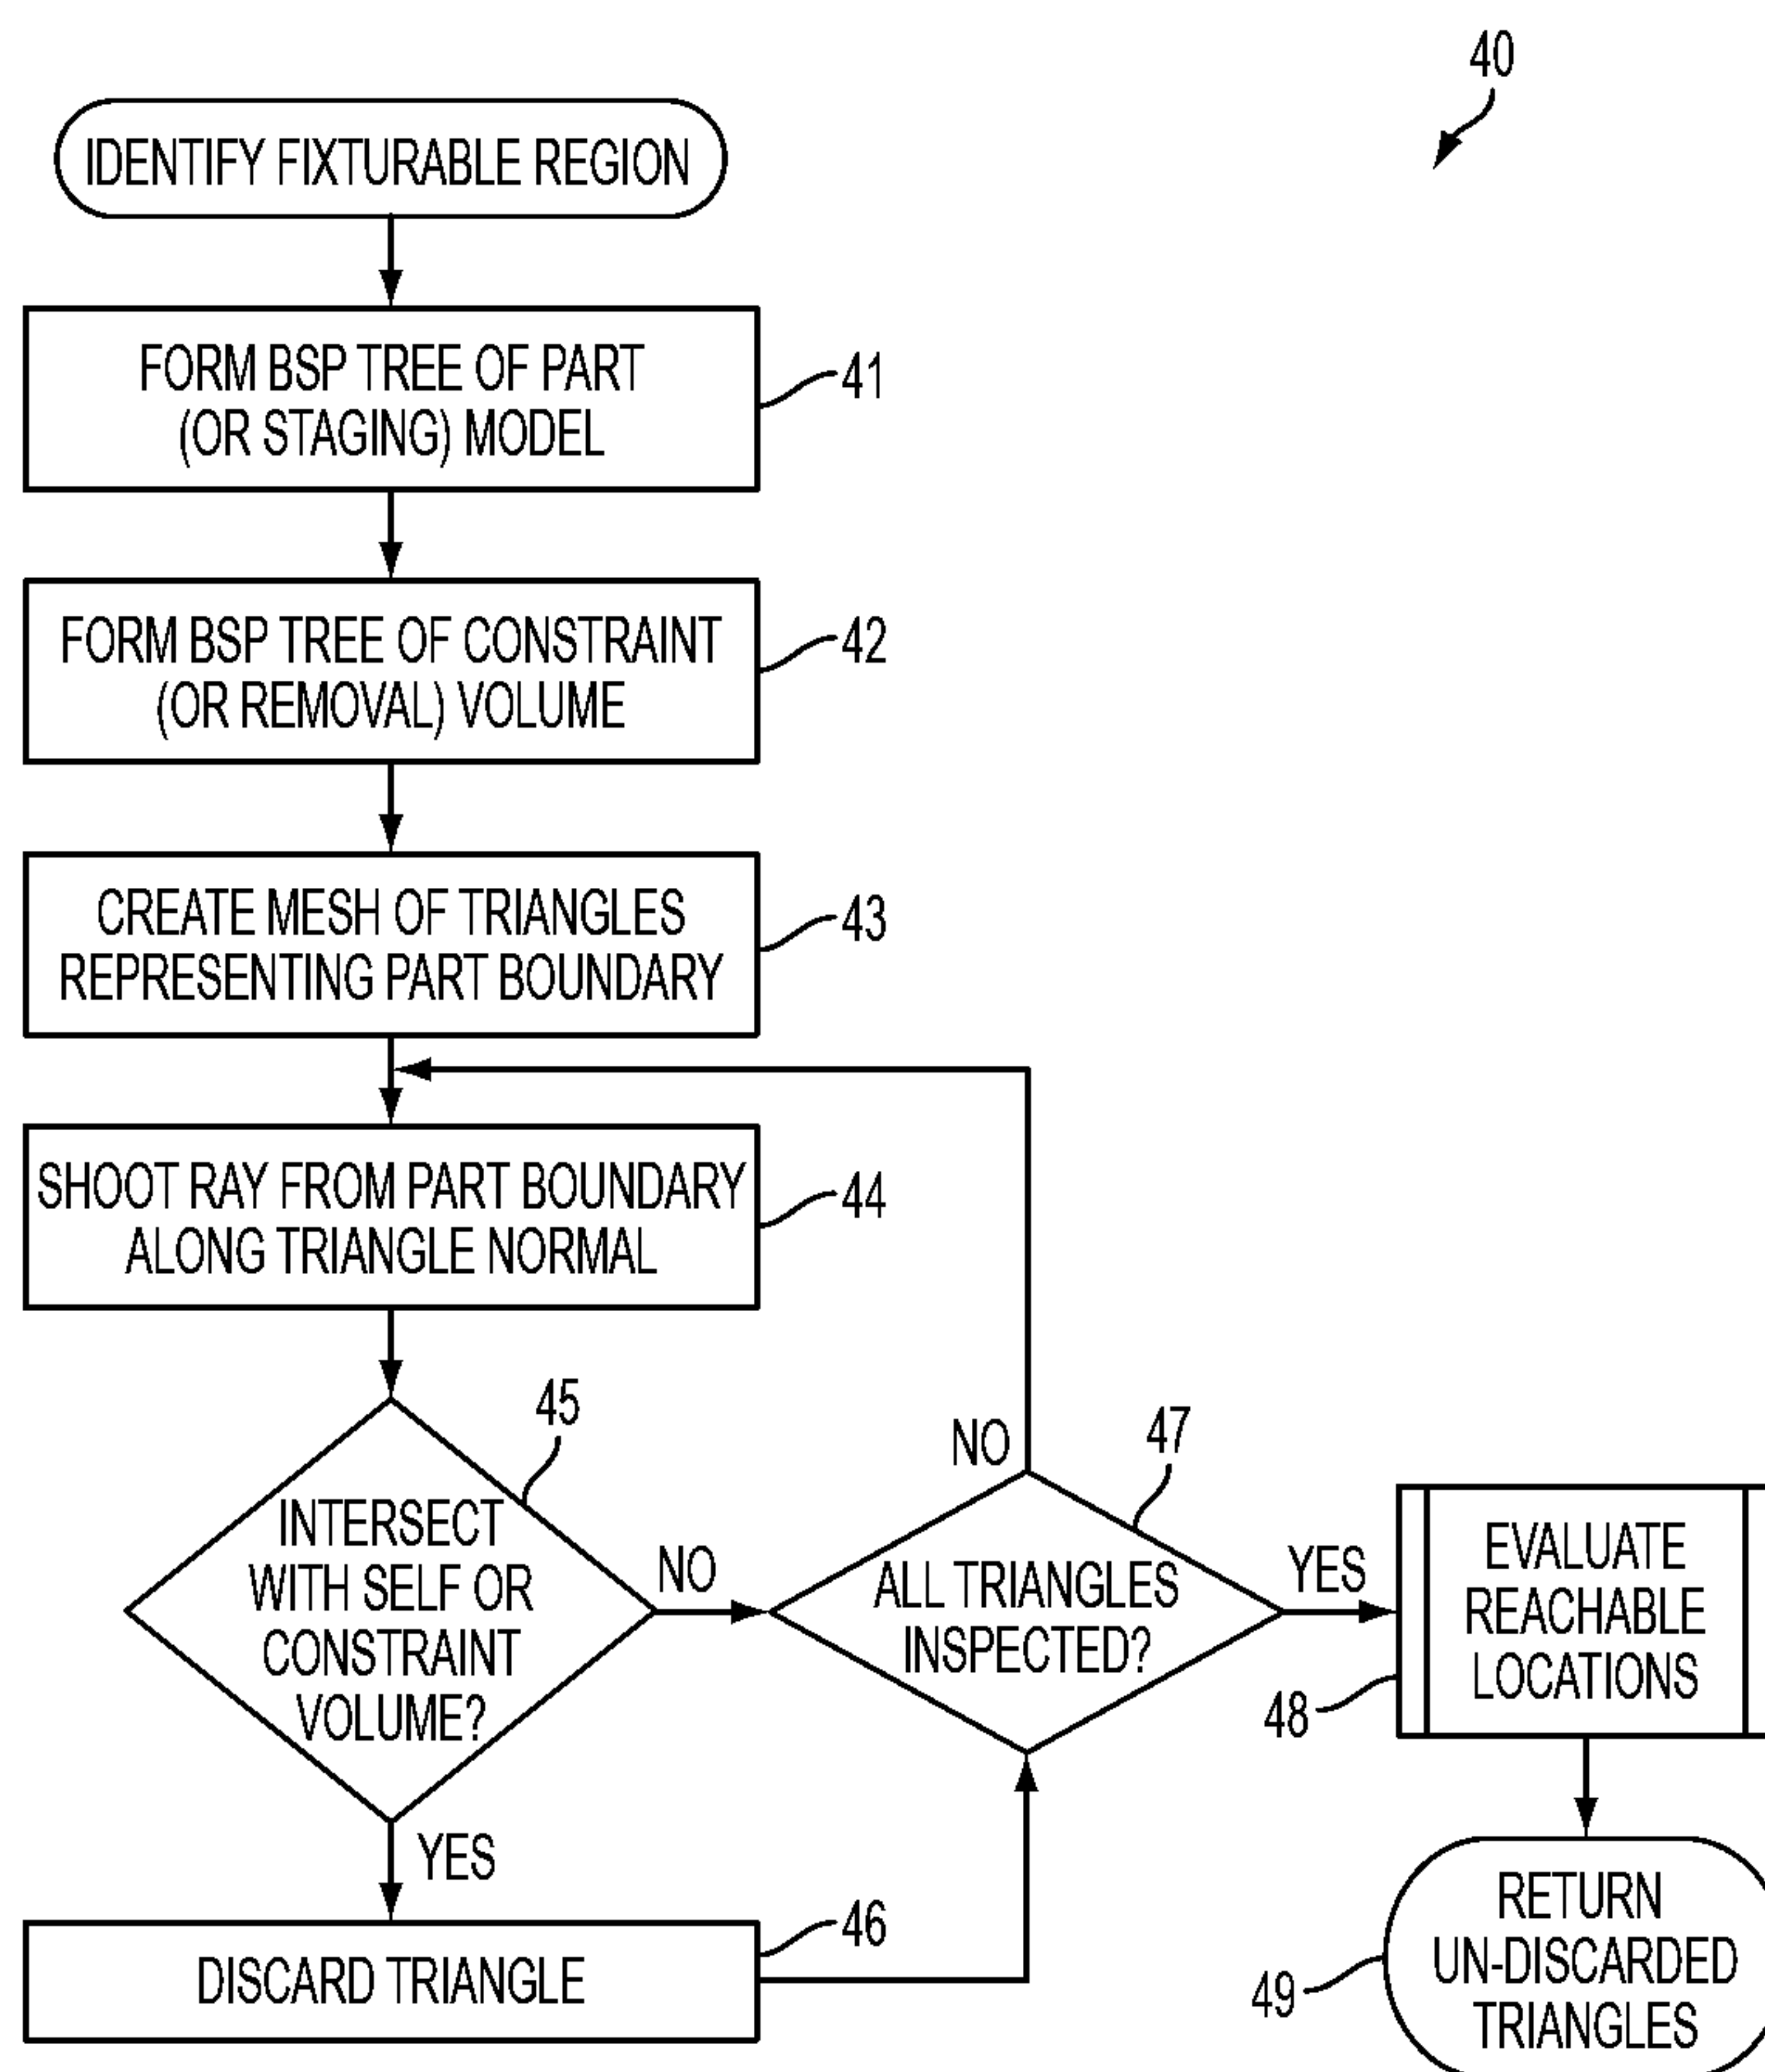 40
IDENTIFY FIXTURABLE REGION
FORM BSP TREE OF PART
(OR STAGING) MODEL
41
FORM BSP TREE OF CONSTRAINT
(OR REMOVAL) VOLUME
42
CREATE MESH OF TRIANGLES
REPRESENTING PART BOUNDARY
43
SHOOT RAY FROM PART BOUNDARY
ALONG TRIANGLE NORMAL
44
45
INTERSECT
WITH SELF OR
CONSTRAINT
VOLUME?
NO
YES
DISCARD TRIANGLE
46
NO
47
ALL TRIANGLES
INSPECTED?
YES
EVALUATE
REACHABLE
LOCATIONS
48
RETURN
UN-DISCARDED
TRIANGLES
49